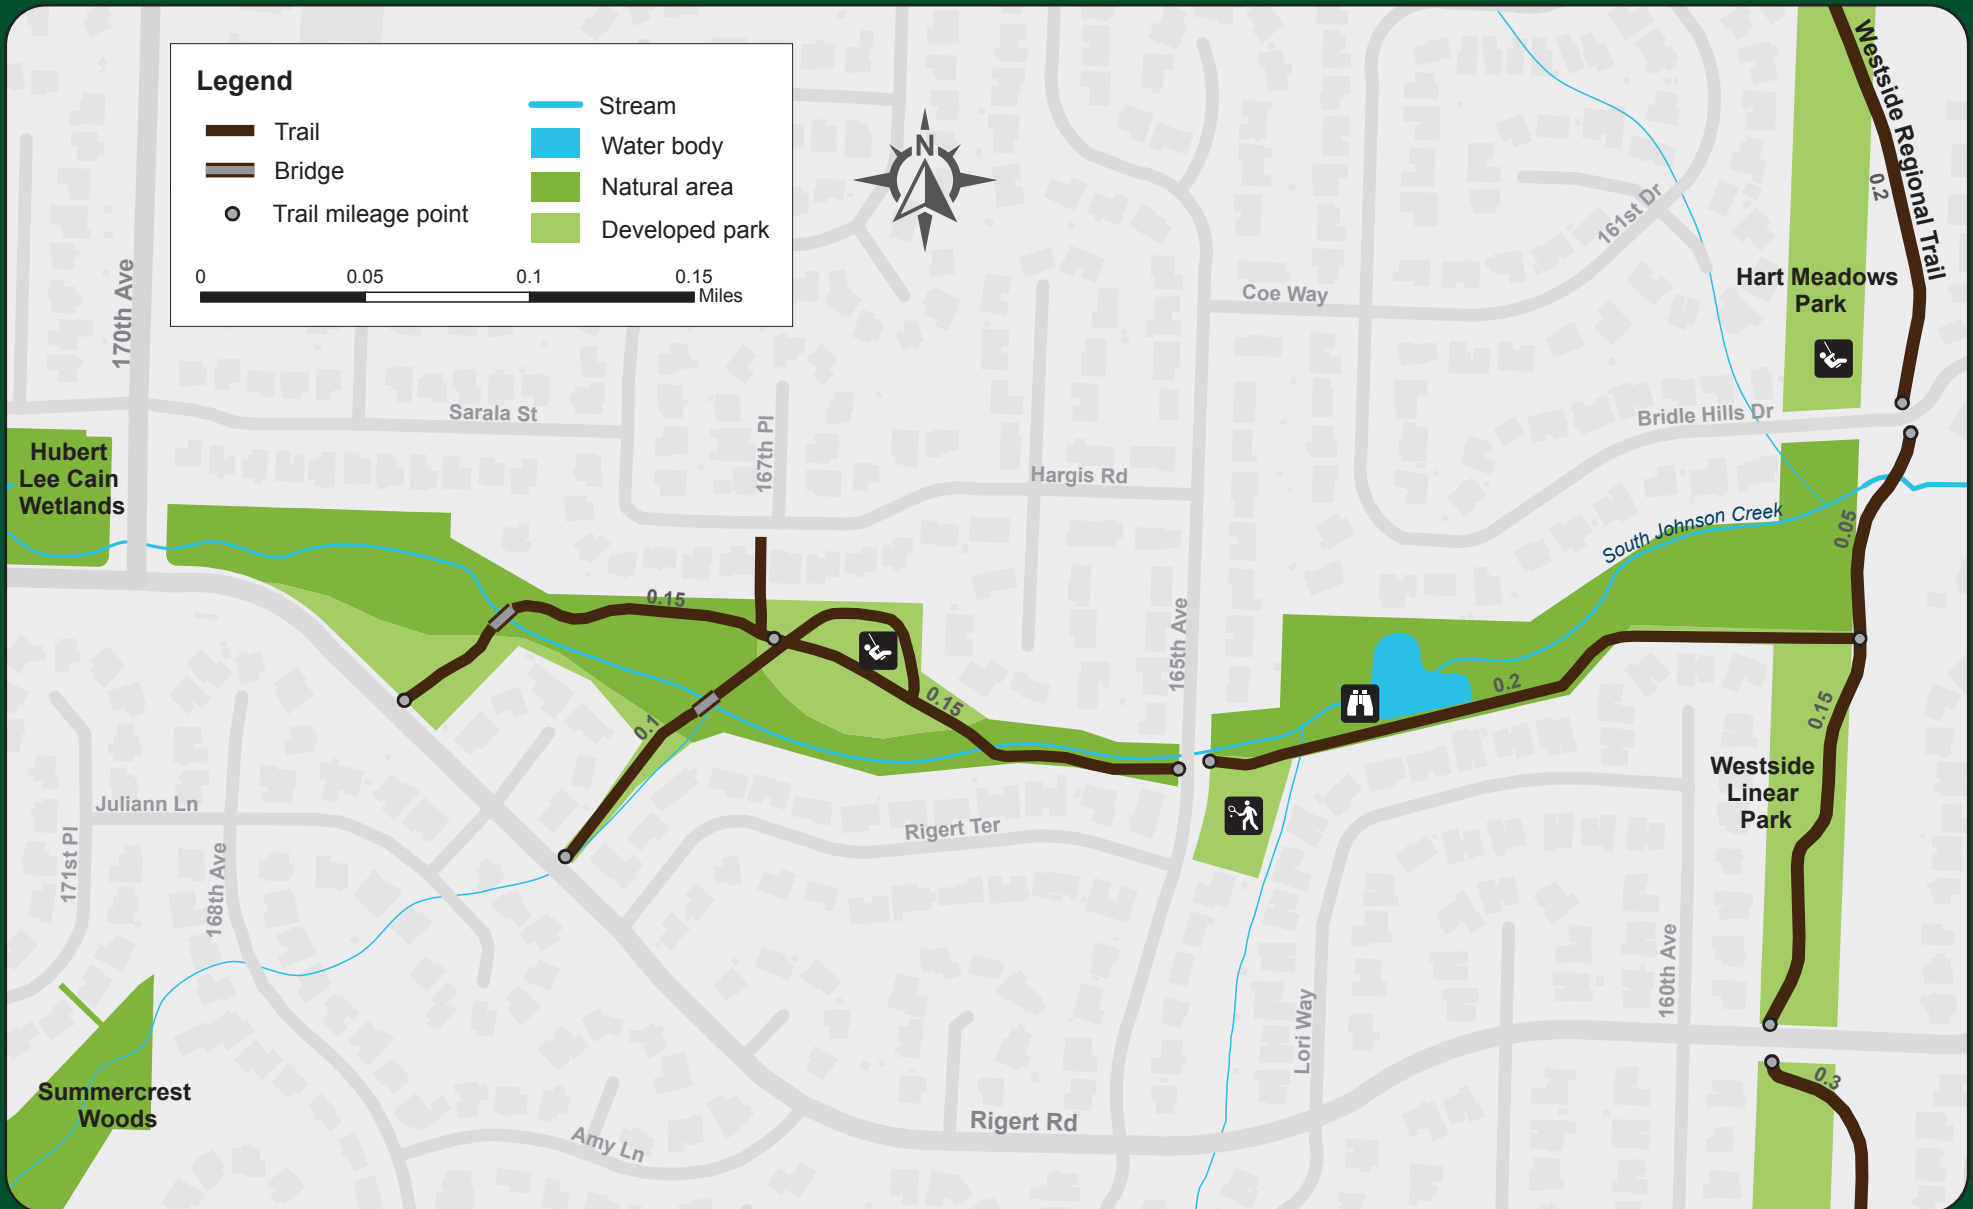 Legend
Trail
Bridge
Trail mileage point
Stream
Water body
Natural area
Developed park
0
0.05
0.1
0.15
Miles
N
Westside Regional Trail
0.2
170th Ave
161st Dr
Coe Way
Hart Meadows
Park
Sarala St
167th Pl
Bridle Hills Dr
Hubert
Lee Cain
Wetlands
Hargis Rd
South Johnson Creek
0.05
0.15
165th Ave
0.15
0.2
0.1
0.15
Westside
Linear
Park
Juliann Ln
171st Pl
168th Ave
Rigert Ter
160th Ave
Lori Way
Summercrest
Woods
Amy Ln
Rigert Rd
0.3